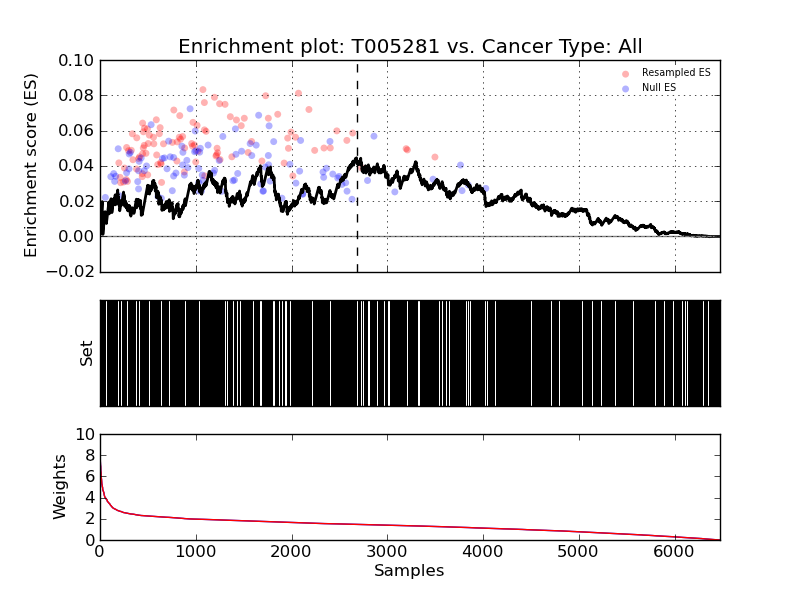 Enrichment plot: T005281 vs. Cancer Type: All
Enrichment score (ES)
0.10
0.08
0.06
0.04
0.02
0.00
−0.02
Resampled ES
Null ES
Set
Weights
10
8
6
4
2
0
0 1000 2000 3000 4000 5000 6000
Samples